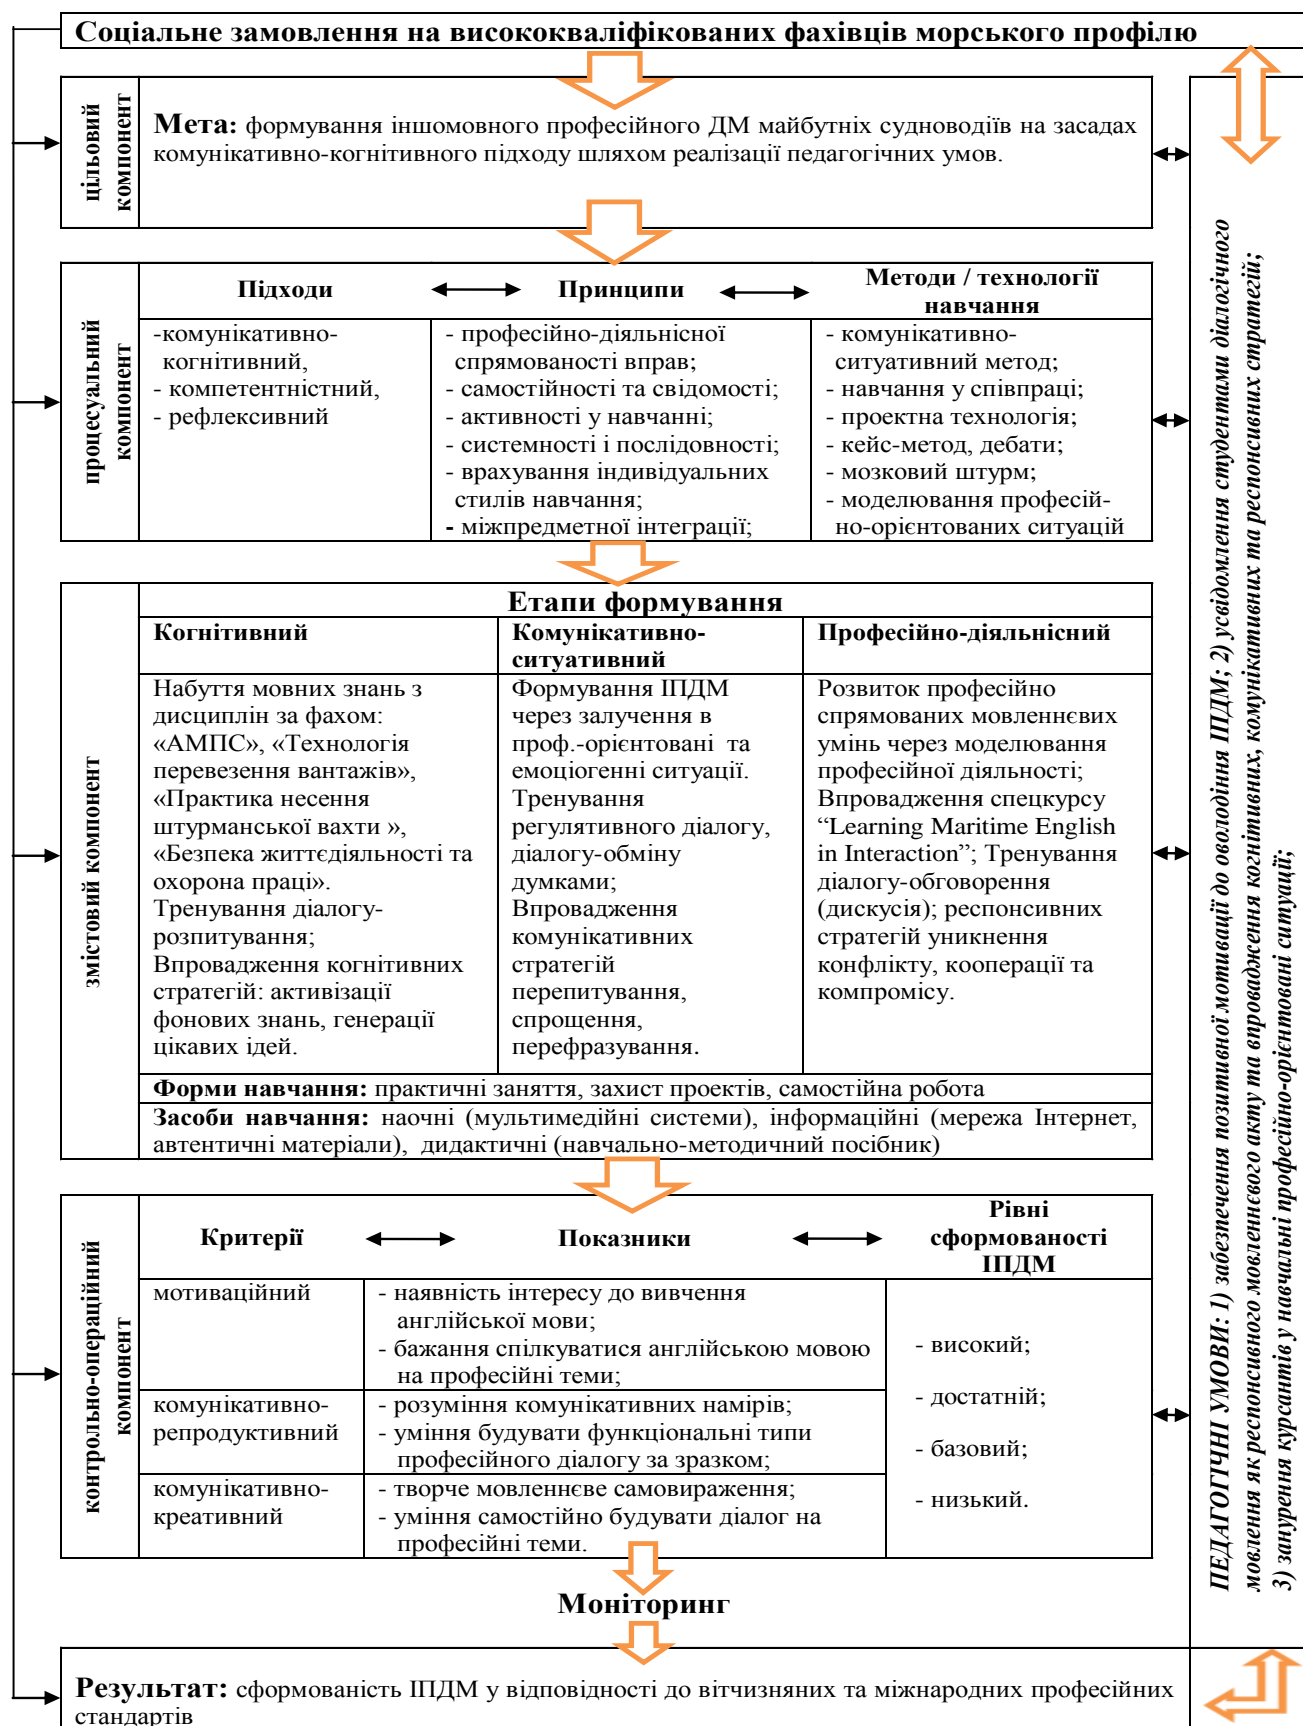 Соціальне замовлення на висококваліфікованих фахівців морського профілю
цільовий
компонент
Мета: формування іншомовного професійного ДМ майбутніх судноводіїв на засадах
комунікативно-когнітивного підходу шляхом реалізації педагогічних умов.
процесуальний
компонент
Підходи
Принципи
Методи / технології
навчання
-комунікативно-
когнітивний,
- компетентністний,
- рефлексивний
- професійно-діяльнісної
спрямованості вправ;
- самостійності та свідомості;
- активності у навчанні;
- системності і послідовності;
- врахування індивідуальних
стилів навчання;
- міжпредметної інтеграції;
- комунікативно-
ситуативний метод;
- навчання у співпраці;
- проектна технологія;
- кейс-метод, дебати;
- мозковий штурм;
- моделювання професій-
но-орієнтованих ситуацій
змістовий компонент
Етапи формування
Когнітивний
Комунікативно-
ситуативний
Професійно-діяльнісний
Набуття мовних знань з
дисциплін за фахом:
«АМПС», «Технологія
перевезення вантажів»,
«Практика несення
штурманської вахти »,
«Безпека життєдіяльності та
охорона праці».
Тренування діалогу-
розпитування;
Впровадження когнітивних
стратегій: активізації
фонових знань, генерації
цікавих ідей.
Формування ІПДМ
через залучення в
проф.-орієнтовані та
емоціогенні ситуації.
Тренування
регулятивного діалогу,
діалогу-обміну
думками;
Впровадження
комунікативних
стратегій
перепитування,
спрощення,
перефразування.
Розвиток професійно
спрямованих мовленнєвих
умінь через моделювання
професійної діяльності;
Впровадження спецкурсу
“Learning Maritime English
in Interaction”; Тренування
діалогу-обговорення
(дискусія); респонсивних
стратегій уникнення
конфлікту, кооперації та
компромісу.
Форми навчання: практичні заняття, захист проектів, самостійна робота
Засоби навчання: наочні (мультимедійні системи), інформаційні (мережа Інтернет,
автентичні матеріали), дидактичні (навчально-методичний посібник)
контрольно-операційний
компонент
Критерії
Показники
Рівні
сформованості
ІПДМ
мотиваційний
- наявність інтересу до вивчення
англійської мови;
- бажання спілкуватися англійською мовою
на професійні теми;
комунікативно-
репродуктивний
- розуміння комунікативних намірів;
- уміння будувати функціональні типи
професійного діалогу за зразком;
комунікативно-
креативний
- творче мовленнєве самовираження;
- уміння самостійно будувати діалог на
професійні теми.
- високий;
- достатній;
- базовий;
- низький.
Моніторинг
Результат: сформованість ІПДМ у відповідності до вітчизняних та міжнародних професійних
стандартів
ПЕДАГОГІЧНІ УМОВИ: 1) забезпечення позитивної мотивації до оволодіння ІПДМ; 2) усвідомлення студентами діалогічного
мовлення як респонсивного мовленнєвого акту та впровадження когнітивних, комунікативних та респонсивних стратегій;
3) занурення курсантів у навчальні професійно-орієнтовані ситуації;